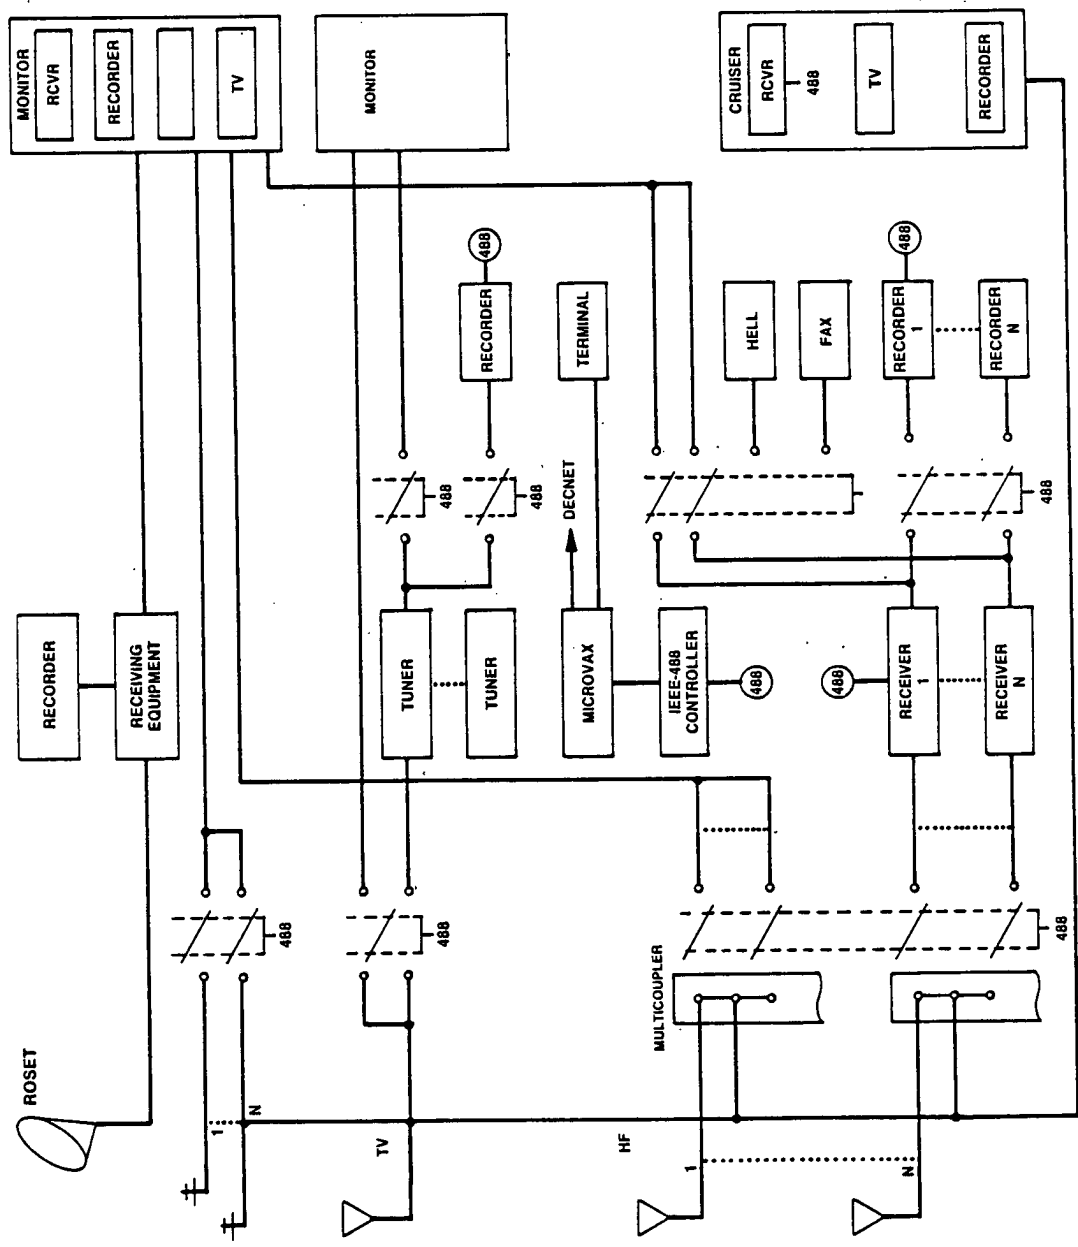 ROSET
1
N
TV
HF
1
N
MULTICOUPLER
488
488
488
RECORDER
RECEIVING
EQUIPMENT
TUNER
TUNER
MICROVAX
IEEE-488
CONTROLLER
488
488
RECEIVER
1
RECEIVER
N
DECNET
488
488
488
RECORDER
488
TERMINAL
HELL
FAX
RECORDER
1
488
RECORDER
N
MONITOR
RCVR
RECORDER
TV
MONITOR
CRUISER
RCVR
488
TV
RECORDER